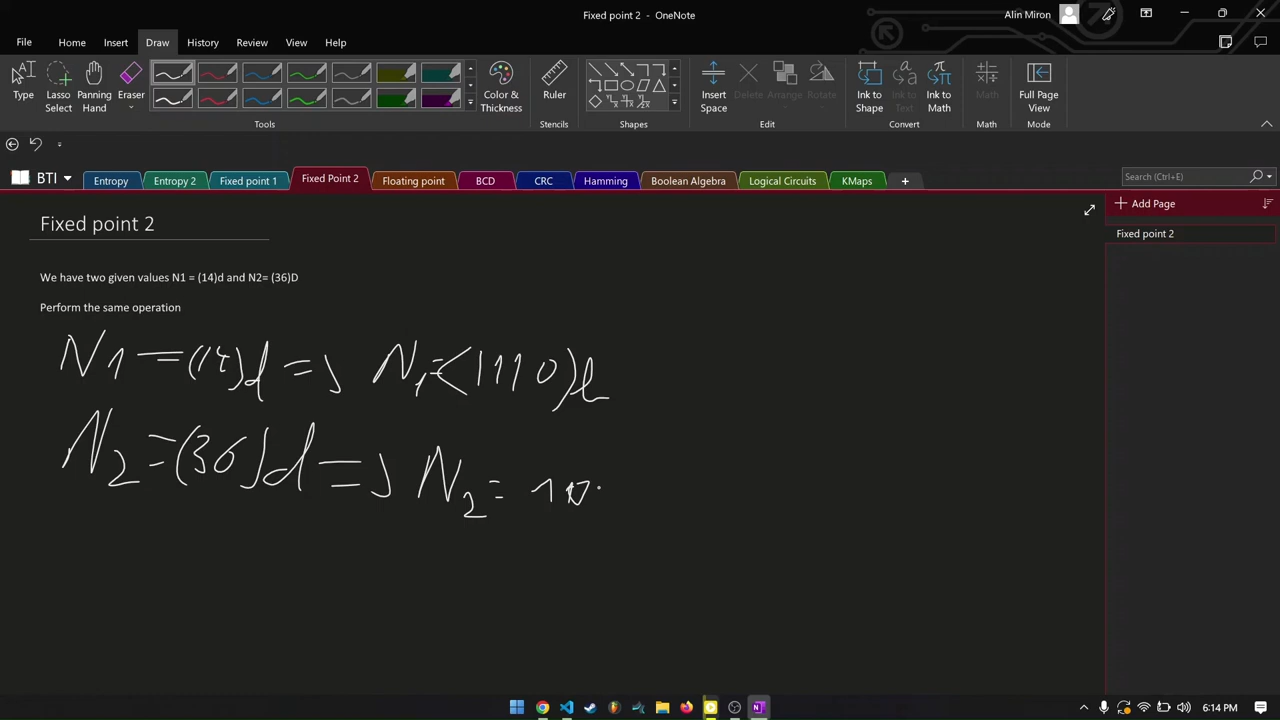 Fixed point 2 - OneNote
Alin Miron
File Home Insert Draw History Review View Help
Type Lasso Select Panning Hand Eraser Color & Thickness Ruler Shapes Insert Space Delete Arrange Rotate Ink to Shape Ink to Text Ink to Math Math Full Page View
Tools Stencils Shapes Edit Convert Math Mode
BTI Entropy Entropy 2 Fixed point 1 Fixed Point 2 Floating point BCD CRC Hamming Boolean Algebra Logical Circuits KMaps + Search (Ctrl+E)
Add Page
Fixed point 2
Fixed point 2
We have two given values N1 = (14)d and N2= (36)D
Perform the same operation
N1 = (14)d => N1 = (1110)b
N2 = (36)d => N2 = 10
6:14 PM